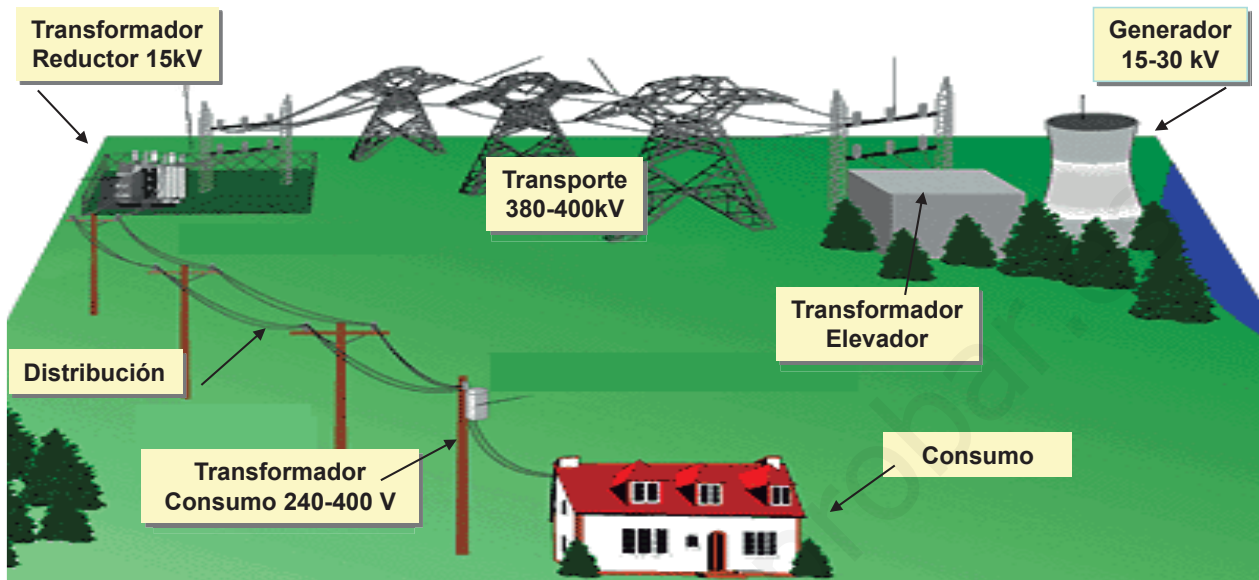 Transformador
Reductor 15kV
Generador
15-30 kV
Transporte
380-400kV
Transformador
Elevador
Distribución
Transformador
Consumo 240-400 V
Consumo